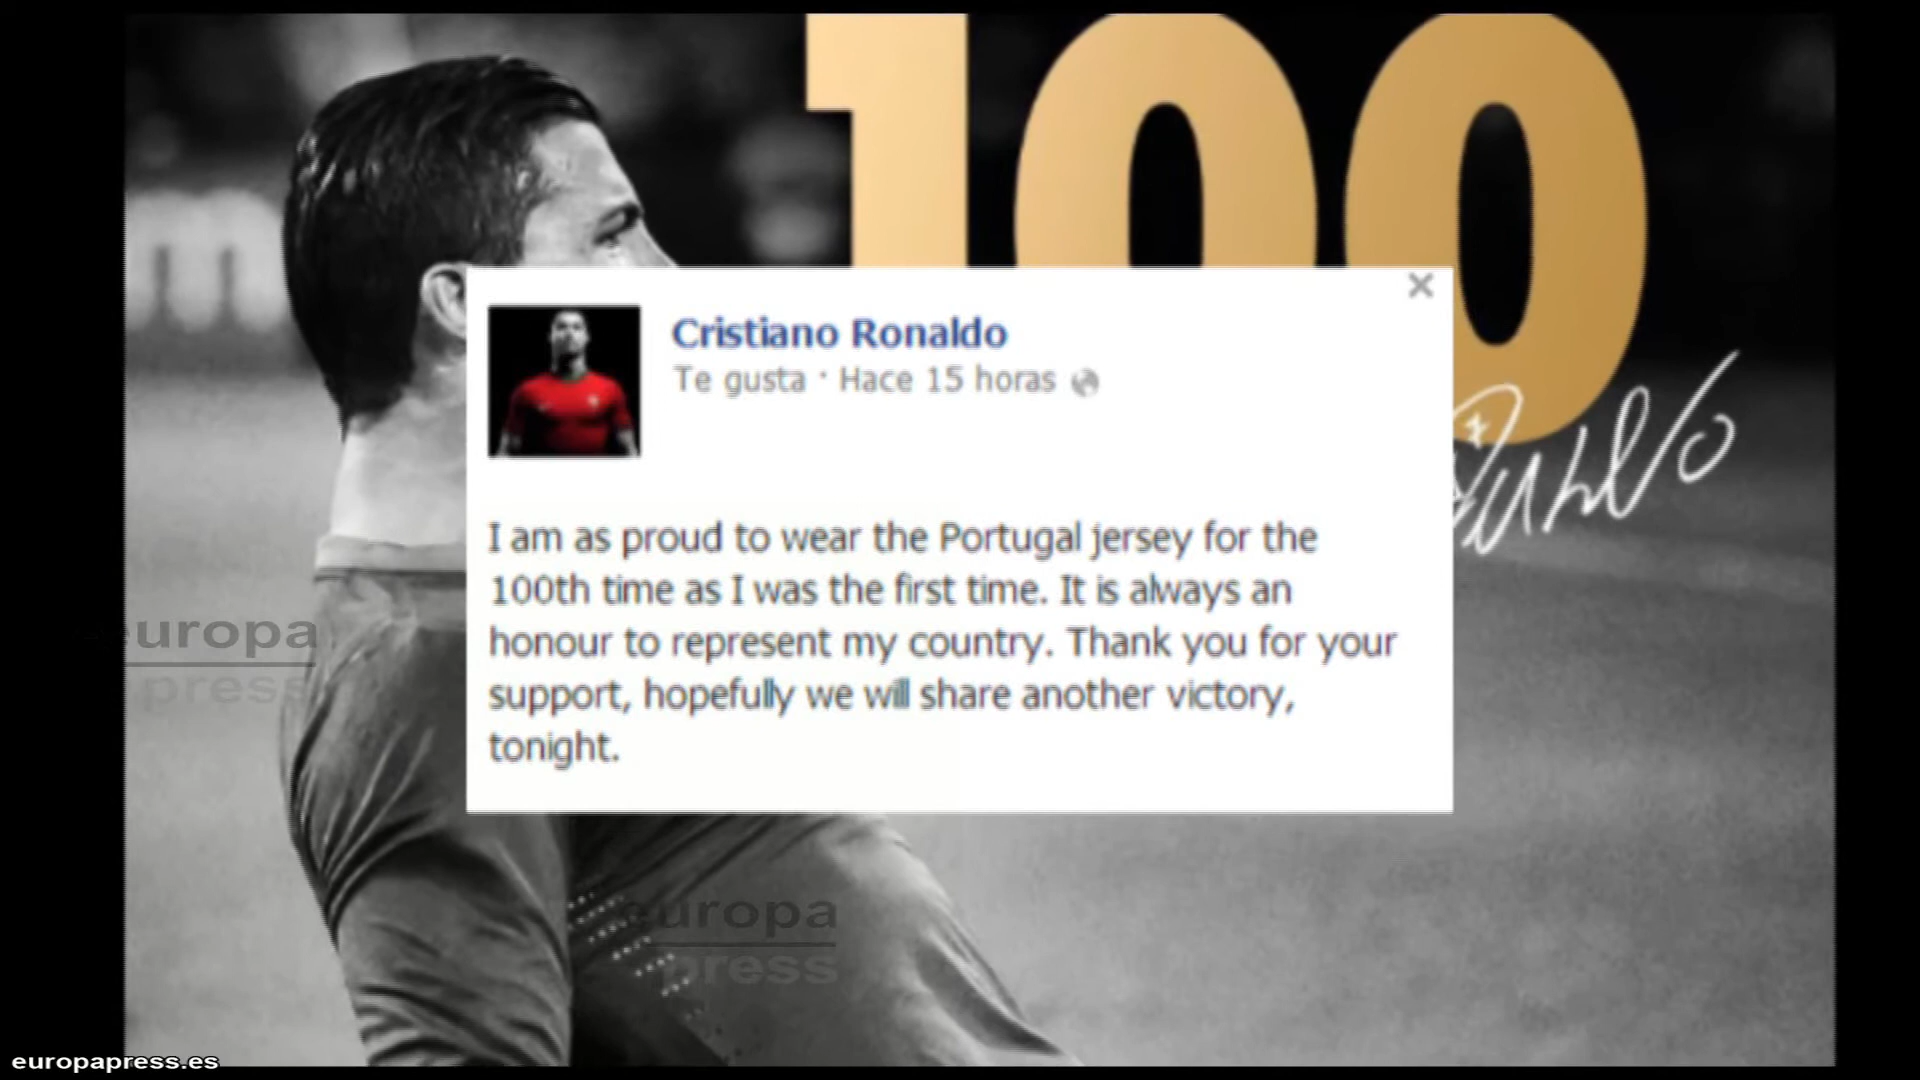 100
Ronaldo
Cristiano Ronaldo
Te gusta · Hace 15 horas
I am as proud to wear the Portugal jersey for the
100th time as I was the first time. It is always an
honour to represent my country. Thank you for your
support, hopefully we will share another victory,
tonight.
europa
press
europa
press
europapress.es